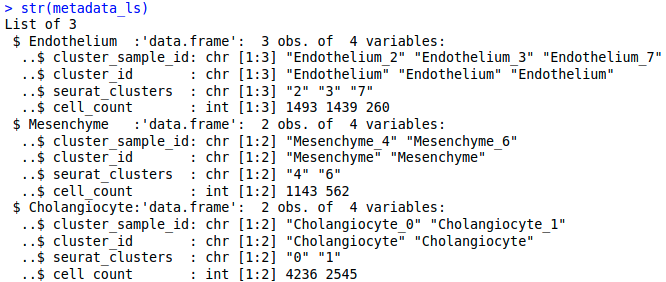 > str(metadata_ls)
List of 3
 $ Endothelium  :'data.frame':  3 obs. of  4 variables:
  ..$ cluster_sample_id: chr [1:3] "Endothelium_2" "Endothelium_3" "Endothelium_7"
  ..$ cluster_id       : chr [1:3] "Endothelium" "Endothelium" "Endothelium"
  ..$ seurat_clusters  : chr [1:3] "2" "3" "7"
  ..$ cell_count       : int [1:3] 1493 1439 260
 $ Mesenchyme   :'data.frame':  2 obs. of  4 variables:
  ..$ cluster_sample_id: chr [1:2] "Mesenchyme_4" "Mesenchyme_6"
  ..$ cluster_id       : chr [1:2] "Mesenchyme" "Mesenchyme"
  ..$ seurat_clusters  : chr [1:2] "4" "6"
  ..$ cell_count       : int [1:2] 1143 562
 $ Cholangiocyte:'data.frame':  2 obs. of  4 variables:
  ..$ cluster_sample_id: chr [1:2] "Cholangiocyte_0" "Cholangiocyte_1"
  ..$ cluster_id       : chr [1:2] "Cholangiocyte" "Cholangiocyte"
  ..$ seurat_clusters  : chr [1:2] "0" "1"
  ..$ cell_count       : int [1:2] 4236 2545